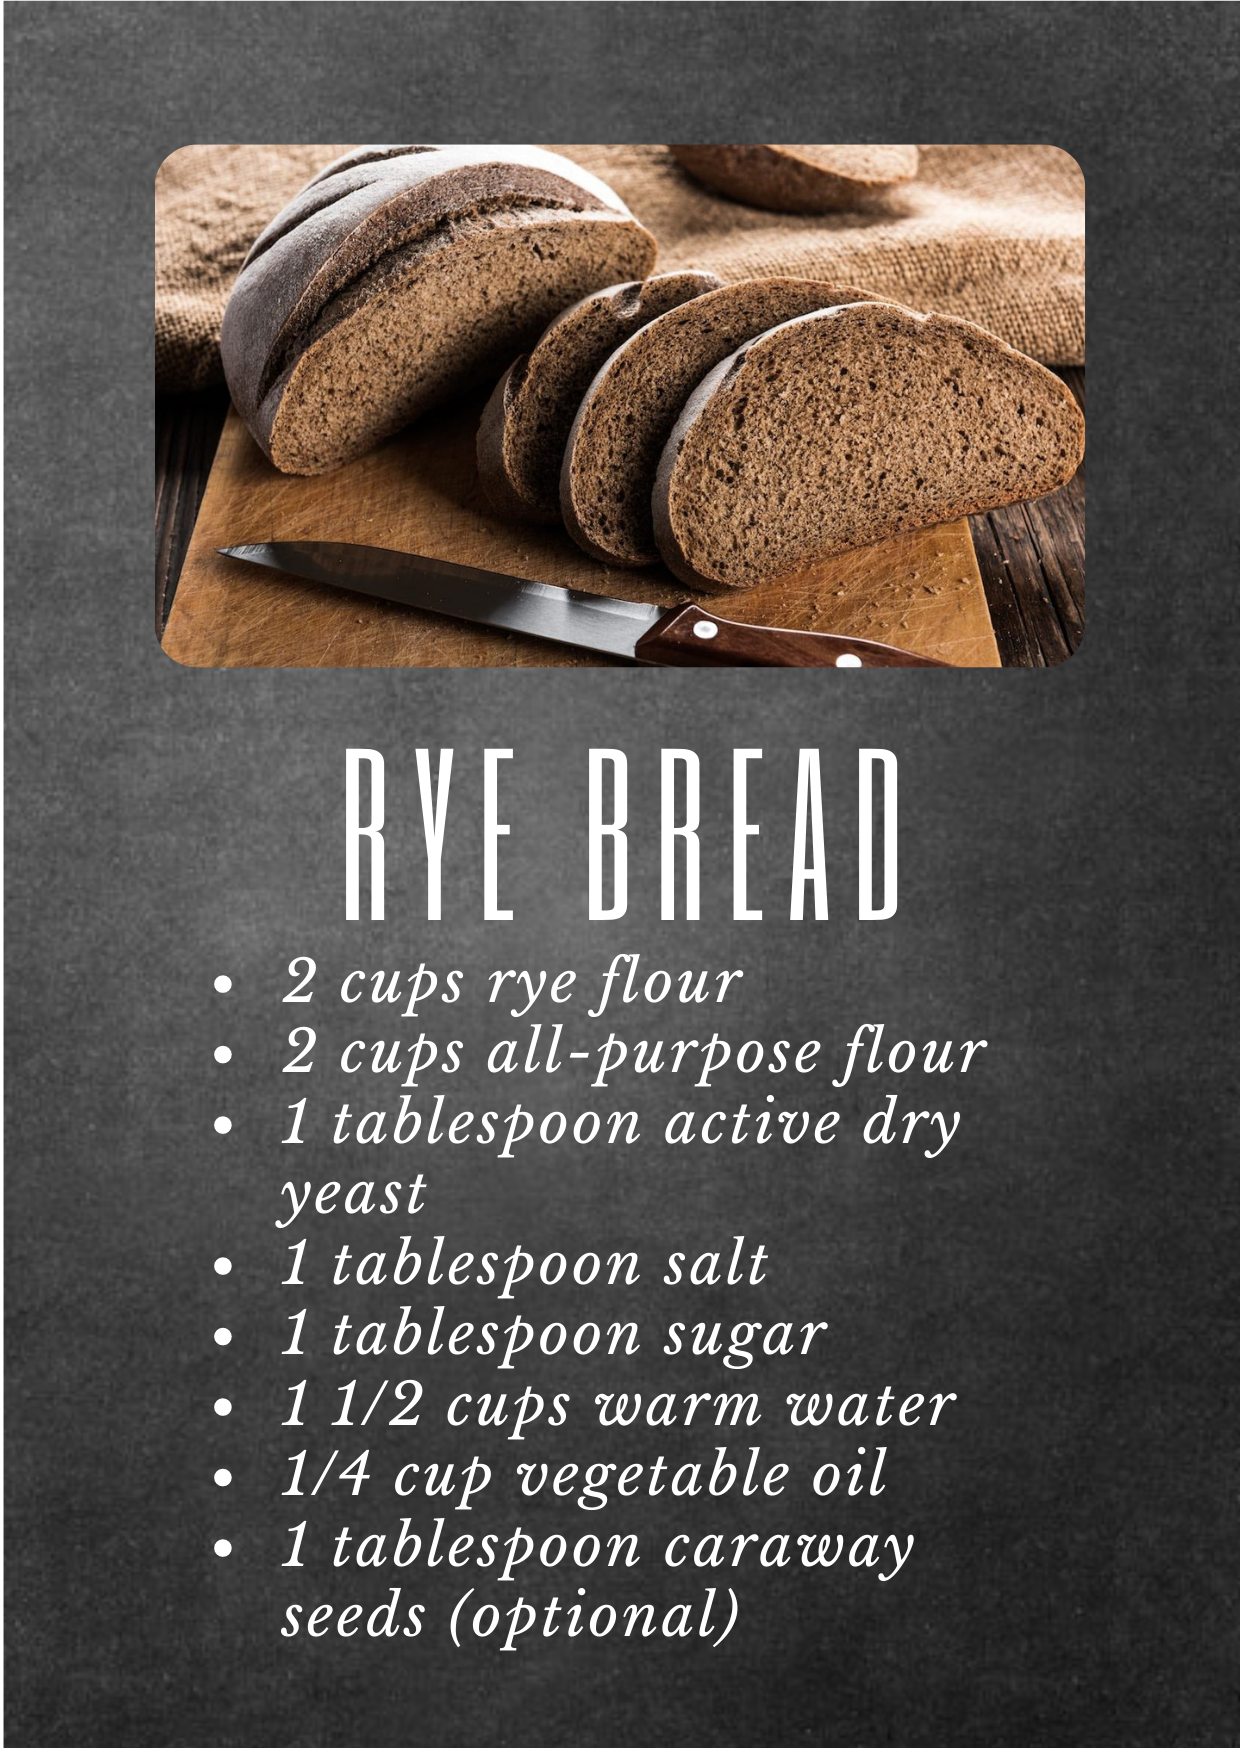 RYE BREAD
• 2 cups rye flour
• 2 cups all-purpose flour
• 1 tablespoon active dry
yeast
• 1 tablespoon salt
• 1 tablespoon sugar
• 1 1/2 cups warm water
• 1/4 cup vegetable oil
• 1 tablespoon caraway
seeds (optional)